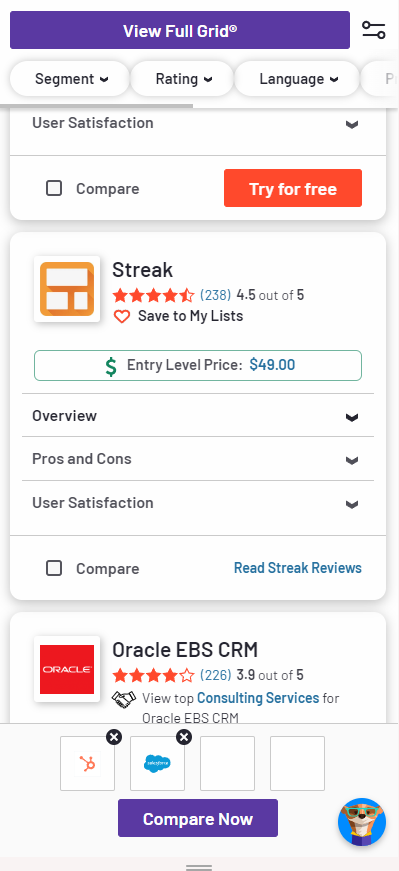 View Full Grid®
Segment
Rating
Language
User Satisfaction
Compare
Try for free
Streak
(238) 4.5 out of 5
Save to My Lists
$ Entry Level Price: $49.00
Overview
Pros and Cons
User Satisfaction
Compare
Read Streak Reviews
ORACLE
Oracle EBS CRM
(226) 3.9 out of 5
View top Consulting Services for
Oracle EBS CRM
salesforce
Compare Now